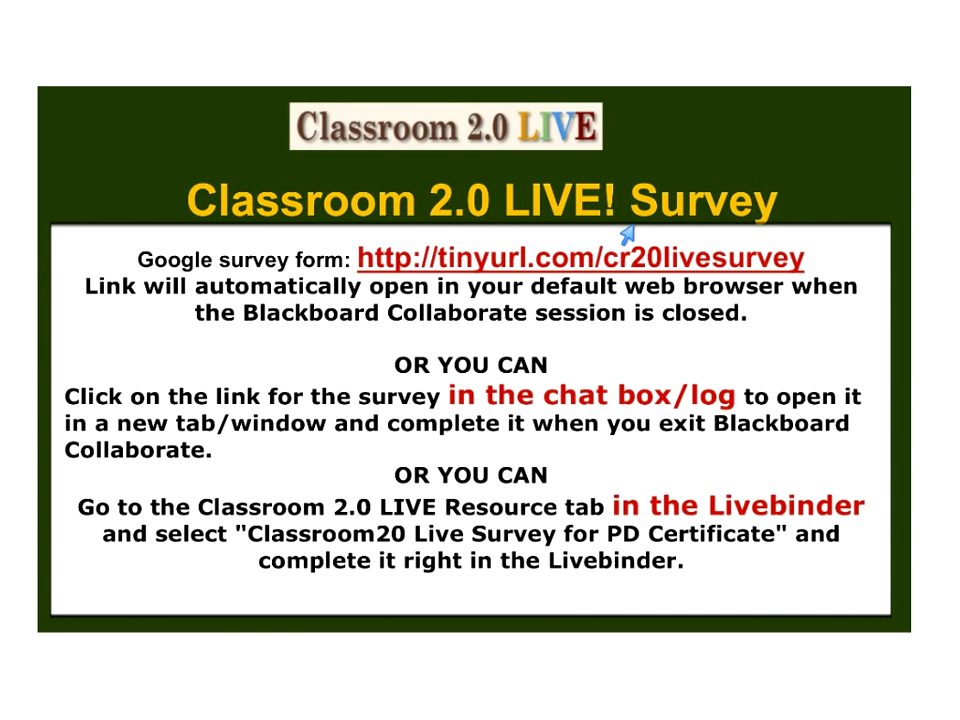 Classroom 2.0 LIVE
Classroom 2.0 LIVE! Survey
Google survey form: http://tinyurl.com/cr20livesurvey
Link will automatically open in your default web browser when
the Blackboard Collaborate session is closed.
OR YOU CAN
Click on the link for the survey in the chat box/log to open it
in a new tab/window and complete it when you exit Blackboard
Collaborate.
OR YOU CAN
Go to the Classroom 2.0 LIVE Resource tab in the Livebinder
and select "Classroom20 Live Survey for PD Certificate" and
complete it right in the Livebinder.